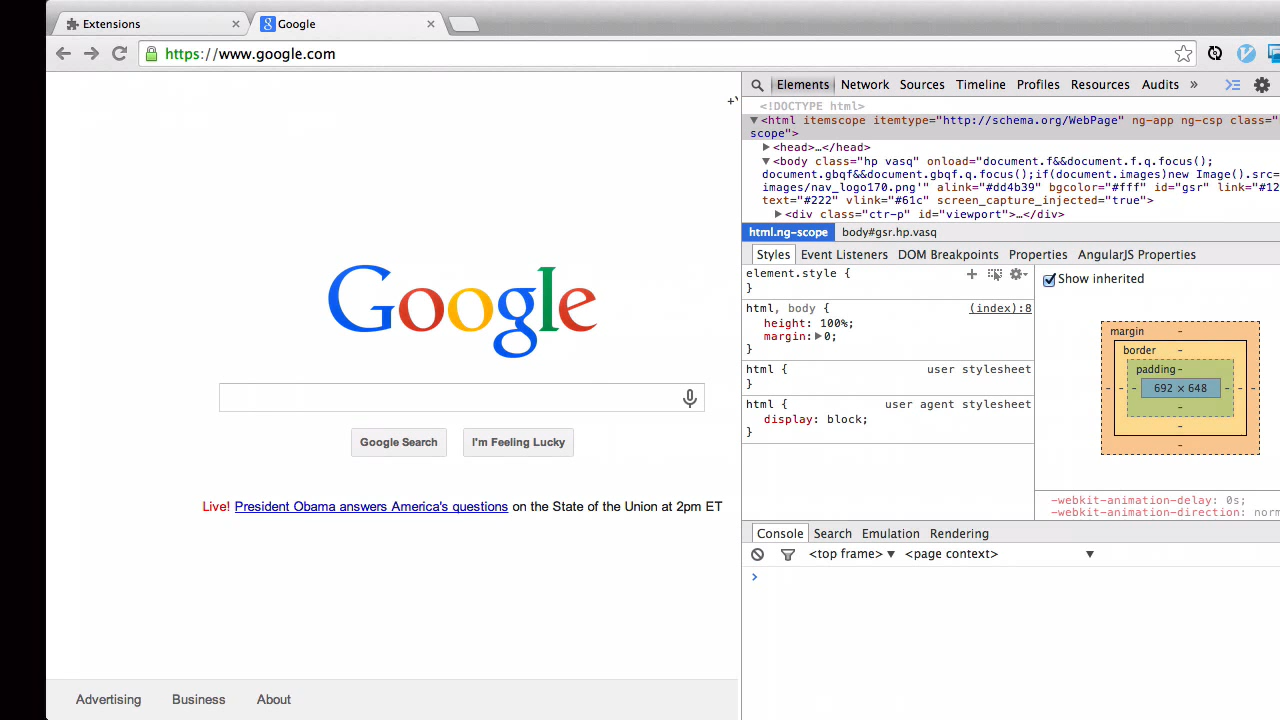 Extensions
Google
https://www.google.com
Elements Network Sources Timeline Profiles Resources Audits »
<!DOCTYPE html>
▼<html itemscope itemtype="http://schema.org/WebPage" ng-app ng-csp class="
scope">
▶<head>…</head>
▼<body class="hp vasq" onload="document.f&&document.f.q.focus();
document.gbqf&&document.gbqf.q.focus();if(document.images)new Image().src=
images/nav_logo170.png'" alink="#dd4b39" bgcolor="#fff" id="gsr" link="#12
text="#222" vlink="#61c" screen_capture_injected="true">
▶<div class="ctr-p" id="viewport">…</div>
html.ng-scope body#gsr.hp.vasq
Styles Event Listeners DOM Breakpoints Properties AngularJS Properties
element.style {
}
html, body { (index):8
height: 100%;
margin:▶0;
}
html { user stylesheet
}
html { user agent stylesheet
display: block;
}
Show inherited
margin -
border -
padding -
- - - 692 × 648 - - -
-
-
-
-webkit-animation-delay: 0s;
-webkit-animation-direction: norm
Console Search Emulation Rendering
<top frame> ▼ <page context> ▼
>
Google
Google Search I'm Feeling Lucky
Live! President Obama answers America's questions on the State of the Union at 2pm ET
Advertising Business About